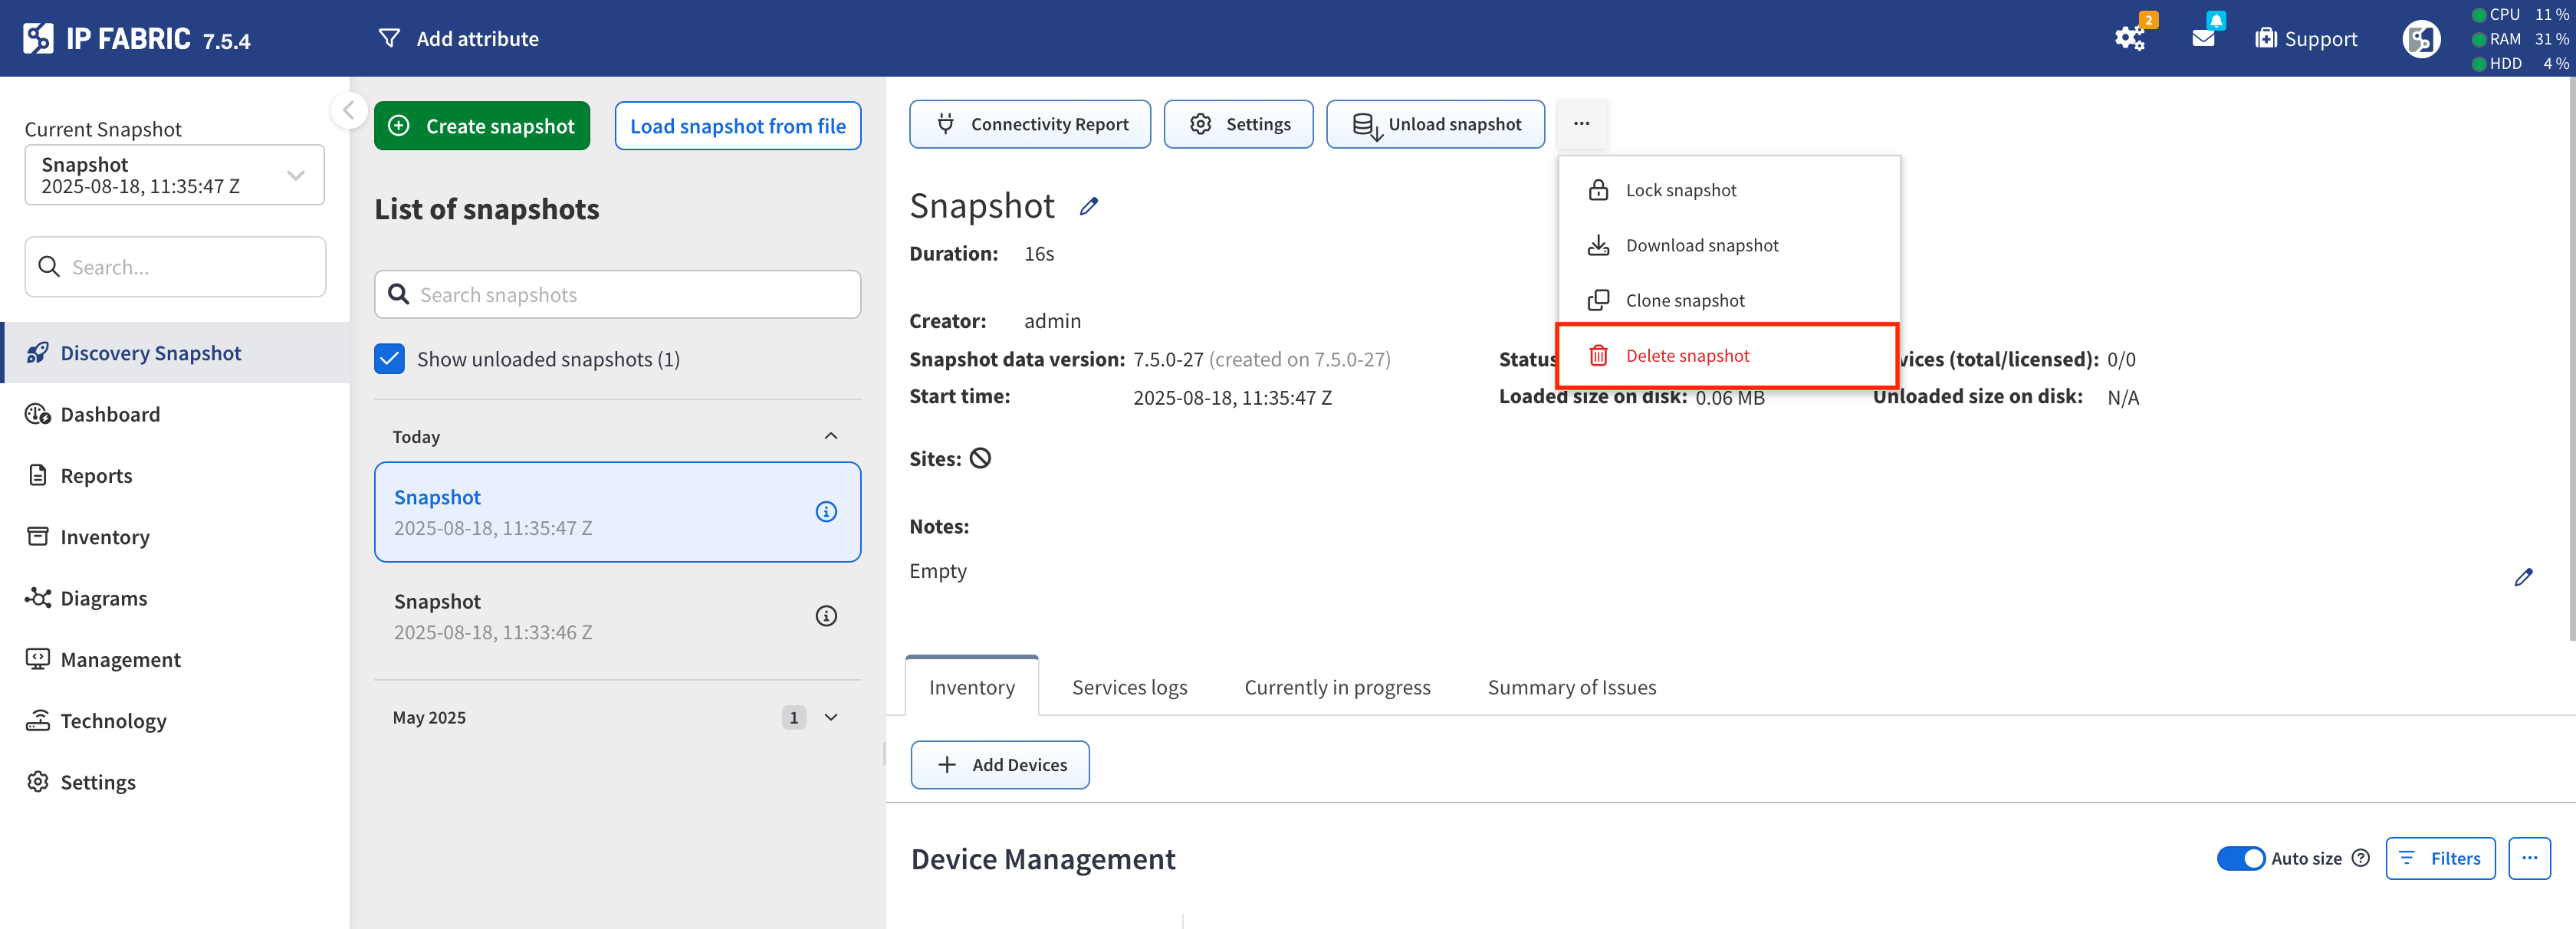 IP FABRIC 7.5.4
Add attribute
2
Support
CPU 11 %
RAM 31 %
HDD 4 %
Current Snapshot
Snapshot
2025-08-18, 11:35:47 Z
Search...
Discovery Snapshot
Dashboard
Reports
Inventory
Diagrams
Management
Technology
Settings
Create snapshot
Load snapshot from file
List of snapshots
Search snapshots
Show unloaded snapshots (1)
Today
Snapshot
2025-08-18, 11:35:47 Z
Snapshot
2025-08-18, 11:33:46 Z
May 2025 1
Connectivity Report
Settings
Unload snapshot
Lock snapshot
Download snapshot
Clone snapshot
Delete snapshot
Snapshot
Duration: 16s
Creator: admin
Snapshot data version: 7.5.0-27 (created on 7.5.0-27) Status vices (total/licensed): 0/0
Start time: 2025-08-18, 11:35:47 Z Loaded size on disk: 0.06 MB Unloaded size on disk: N/A
Sites:
Notes:
Empty
Inventory Services logs Currently in progress Summary of Issues
Add Devices
Device Management
Auto size
Filters